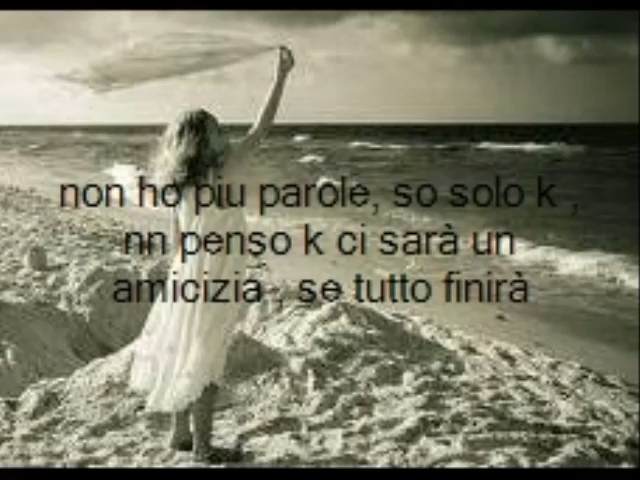 non ho piu parole, so solo k ,
nn penso k ci sarà un
amicizia , se tutto finirà